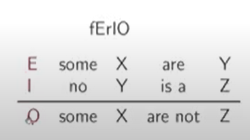 fErIO
E some X are Y
I no Y is a Z
O some X are not Z